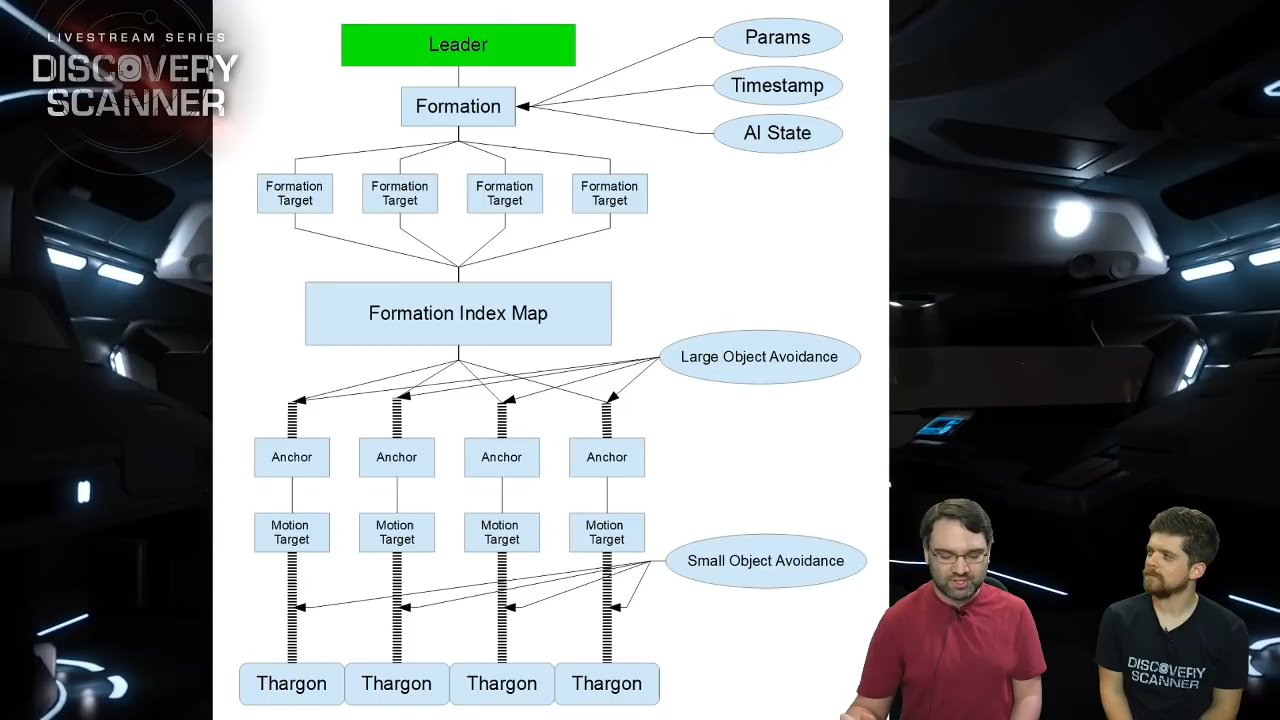 LIVESTREAM SERIES
DISCOVERY
SCANNER
Leader
Formation
Params
Timestamp
AI State
Formation
Target
Formation
Target
Formation
Target
Formation
Target
Formation Index Map
Large Object Avoidance
Anchor
Anchor
Anchor
Anchor
Motion
Target
Motion
Target
Motion
Target
Motion
Target
Small Object Avoidance
Thargon
Thargon
Thargon
Thargon
DISCOVERY
SCANNER